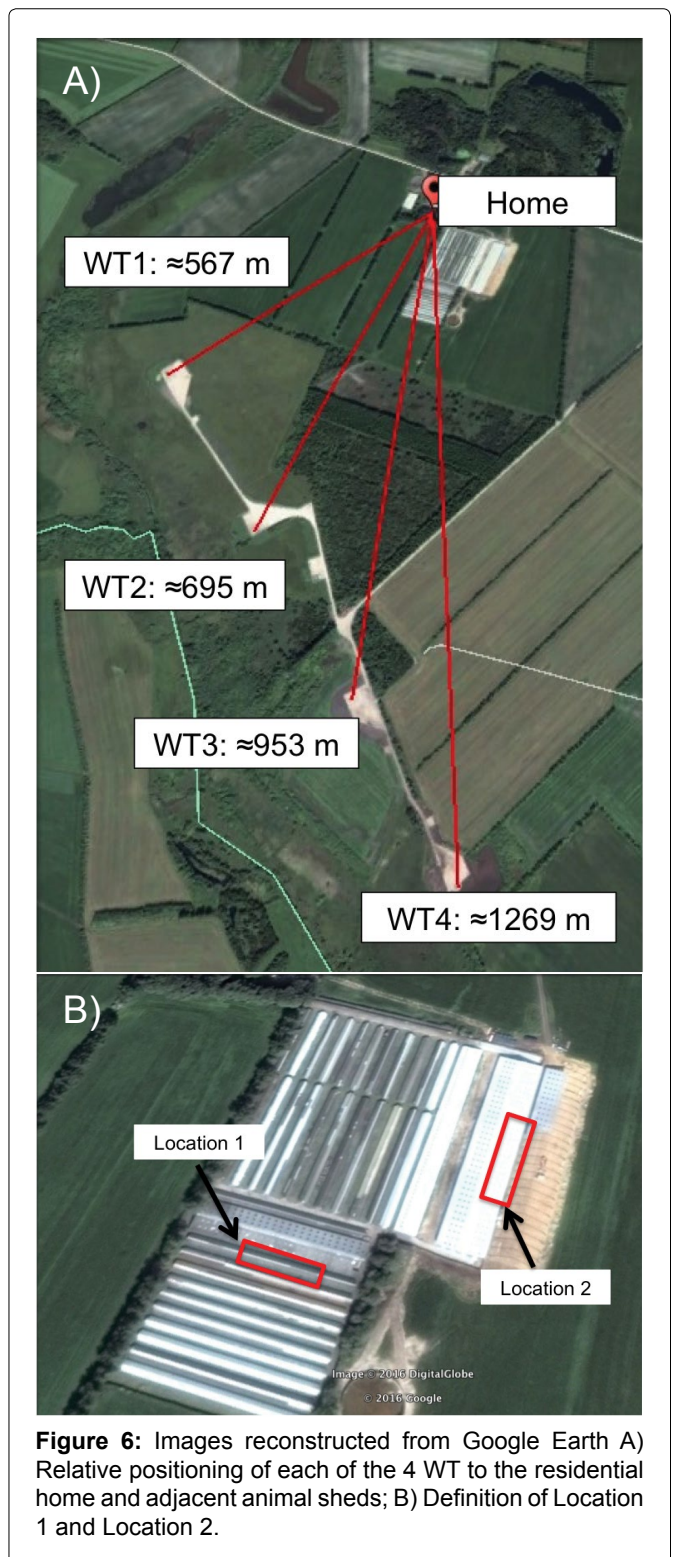 A)
Home
WT1: ≈567 m
WT2: ≈695 m
WT3: ≈953 m
WT4: ≈1269 m
B)
Location 1
Location 2
Image © 2016 DigitalGlobe
© 2016 Google
Figure 6: Images reconstructed from Google Earth A)
Relative positioning of each of the 4 WT to the residential
home and adjacent animal sheds; B) Definition of Location
1 and Location 2.